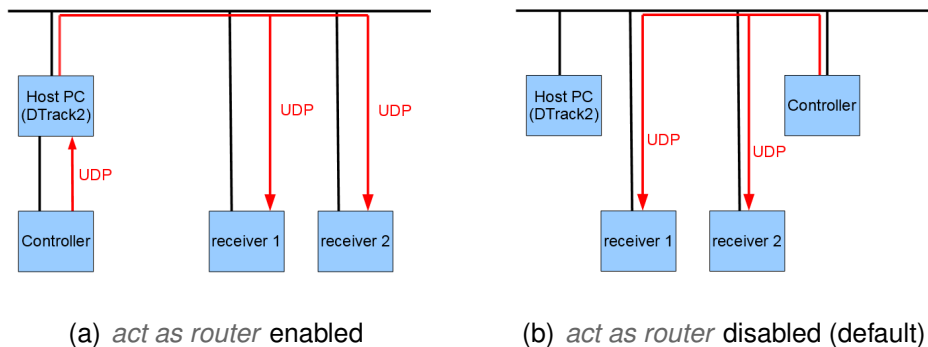 Host PC
(DTrack2)
UDP
Controller
UDP
UDP
receiver 1
receiver 2
(a) act as router enabled
Host PC
(DTrack2)
Controller
UDP
UDP
receiver 1
receiver 2
(b) act as router disabled (default)